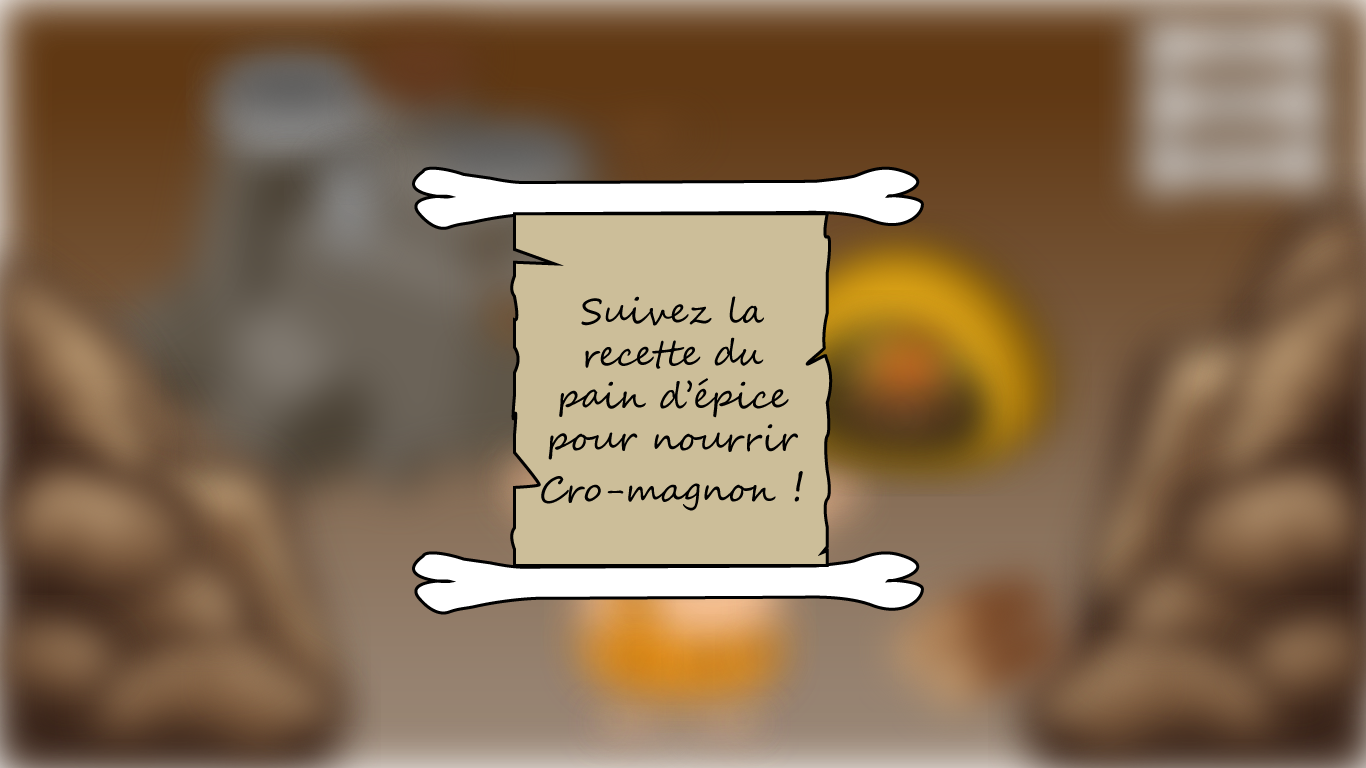 Suivez la
recette du
pain d'épice
pour nourrir
Cro-magnon !